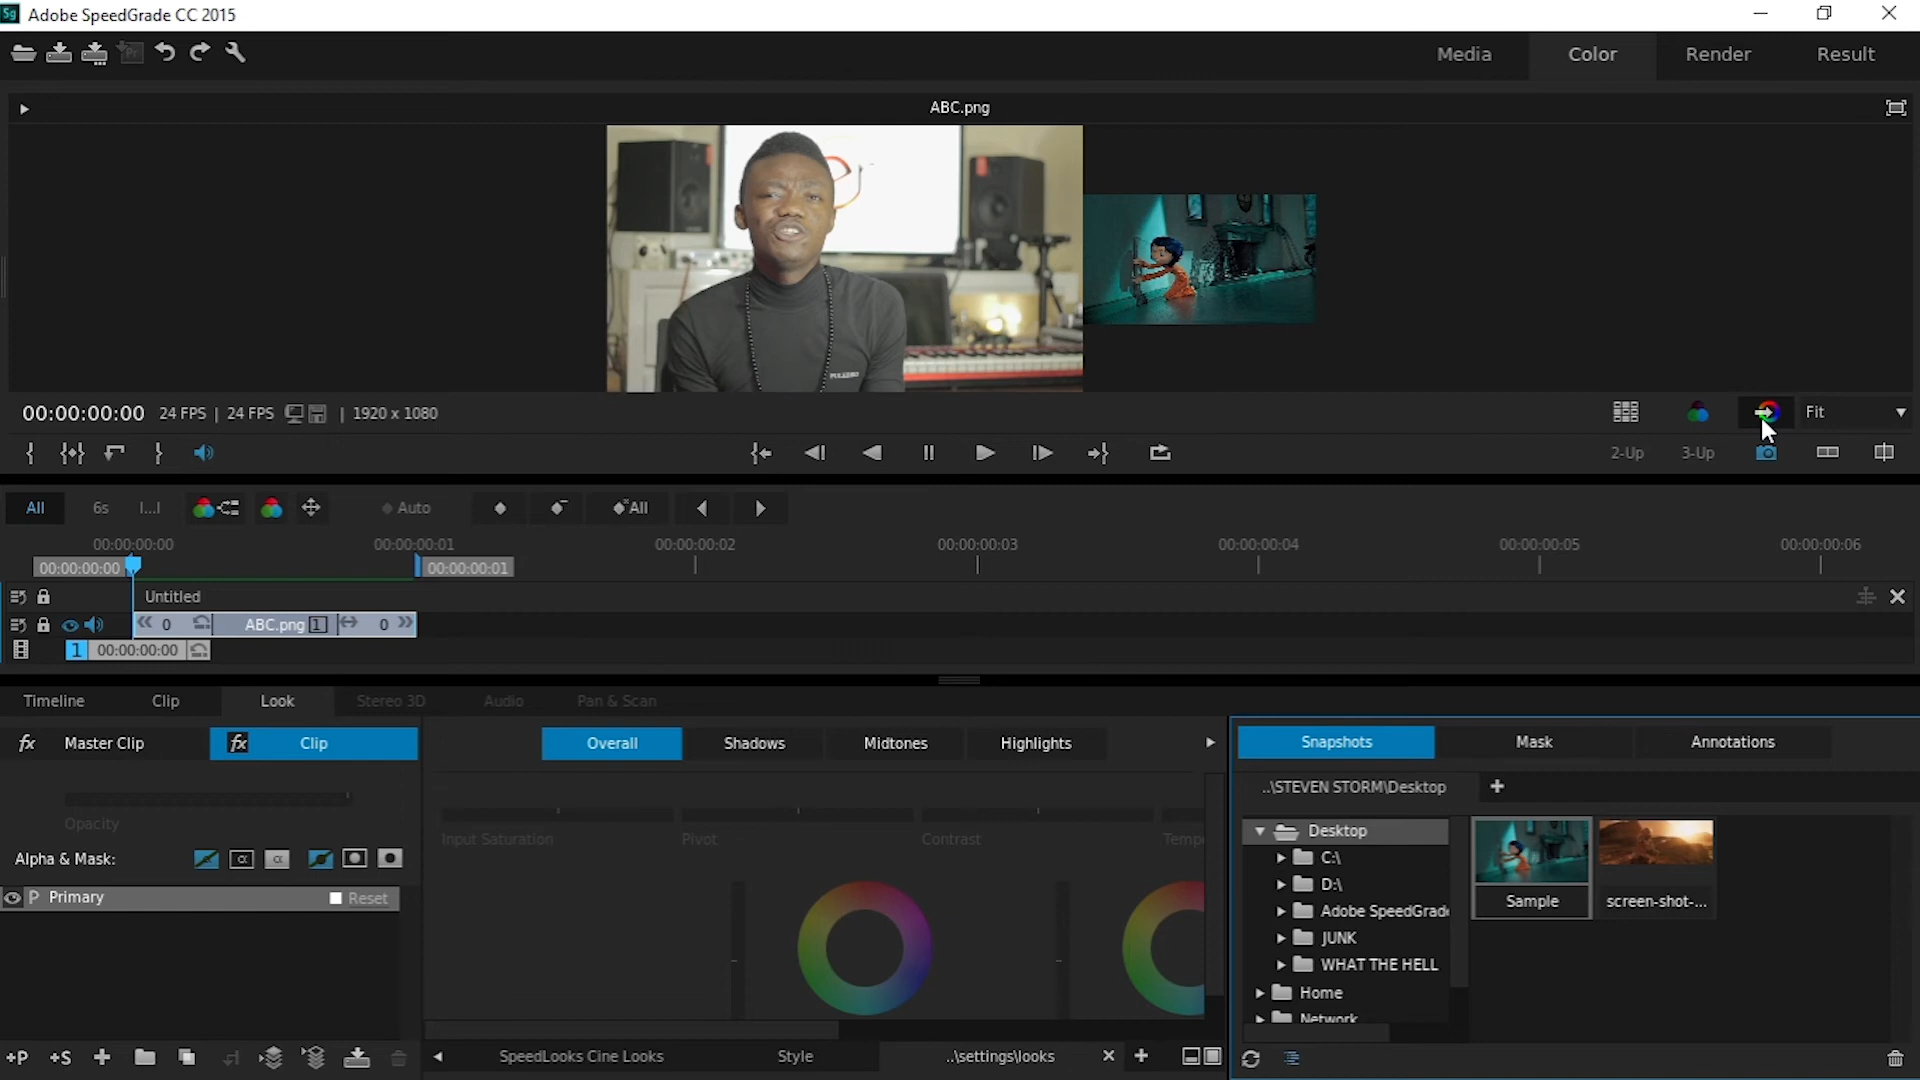 Sg Adobe SpeedGrade CC 2015
Pr
Media Color Render Result
ABC.png
PULLBERO
00:00:00:00 24 FPS | 24 FPS | 1920 x 1080
Fit
2-Up 3-Up
All 6s I...I Auto All
00:00:00:00 00:00:00:01 00:00:00:02 00:00:00:03 00:00:00:04 00:00:00:05 00:00:00:06
00:00:00:00 00:00:00:01
Untitled
0 ABC.png 1 0
1 00:00:00:00
Timeline Clip Look Stereo 3D Audio Pan & Scan
fx Master Clip fx Clip
Overall Shadows Midtones Highlights
Snapshots Mask Annotations
..\STEVEN STORM\Desktop +
Opacity
Input Saturation Pivot Contrast Tempe
Alpha & Mask: α α
P Primary Reset
Desktop
C:\
D:\
Adobe SpeedGrade
JUNK
WHAT THE HELL
Home
Network
Sample screen-shot-...
+P +S +
SpeedLooks Cine Looks Style ..\settings\looks × +